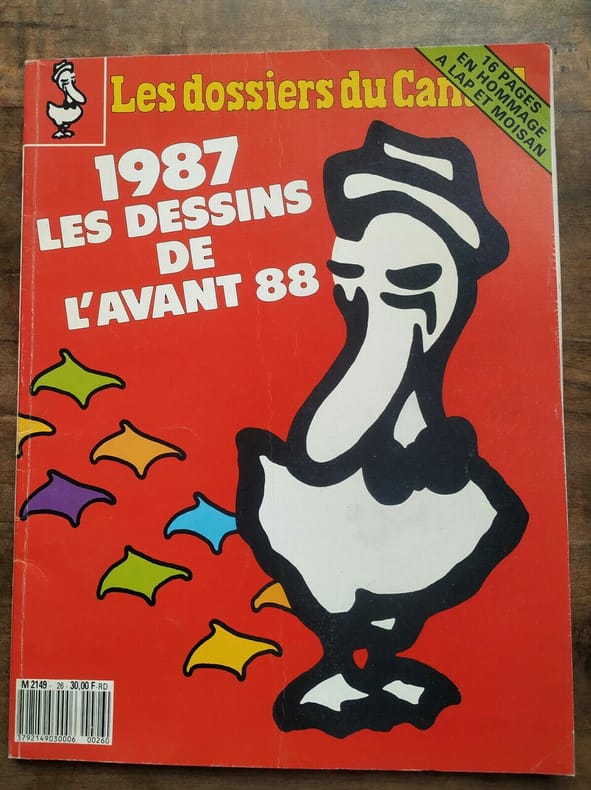 Les dossiers du Can
16 PAGES
EN HOMMAGE
A LAP ET MOISAN
1987
LES DESSINS
DE
L'AVANT 88
M 2149 - 26 - 30,00 F-RD
3792149030006 00260